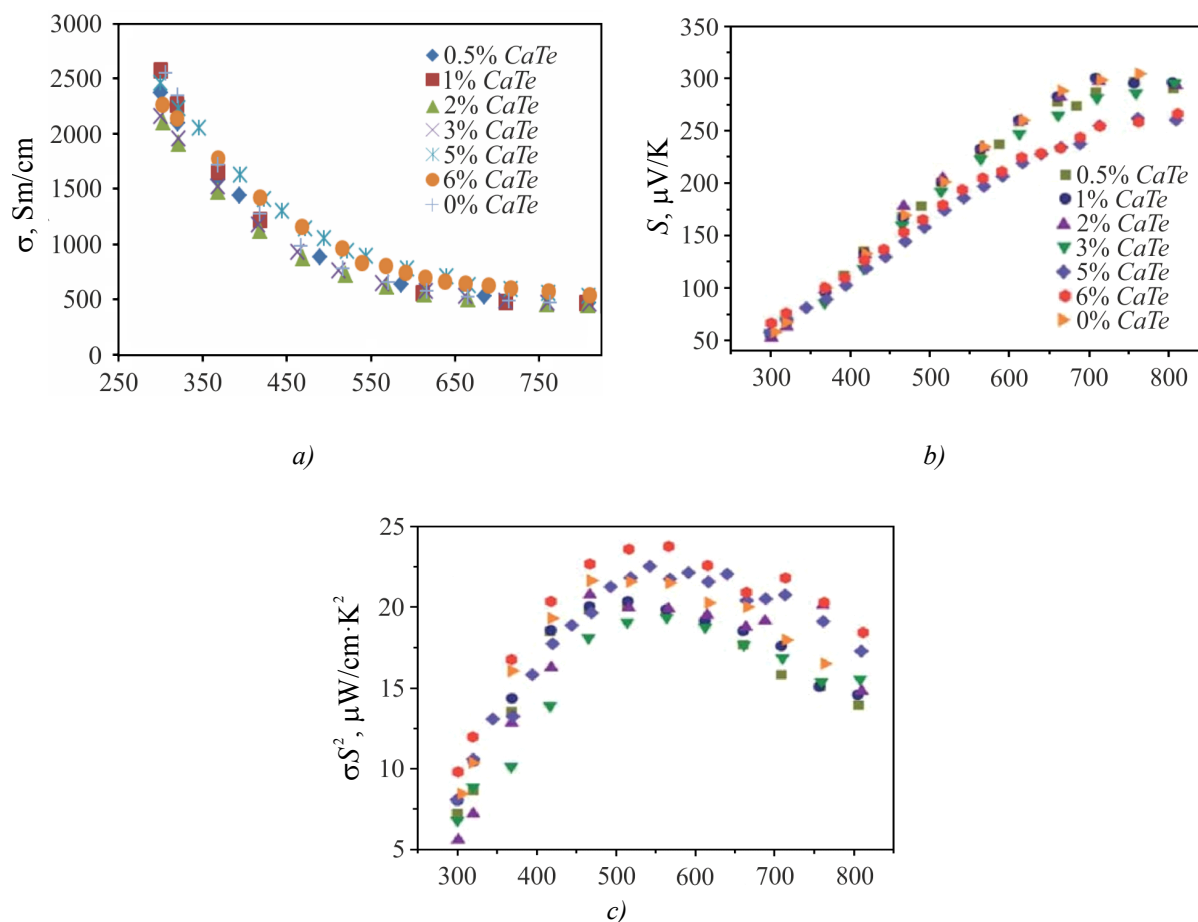 3000
2500
2000
1500
1000
500
0
250 350 450 550 650 750
σ, Sm/cm
0.5% CaTe
1% CaTe
2% CaTe
3% CaTe
5% CaTe
6% CaTe
0% CaTe
a)
350
300
250
200
150
100
50
300 400 500 600 700 800
S, µV/K
0.5% CaTe
1% CaTe
2% CaTe
3% CaTe
5% CaTe
6% CaTe
0% CaTe
b)
25
20
15
10
5
300 400 500 600 700 800
σS², µW/cm·K²
c)